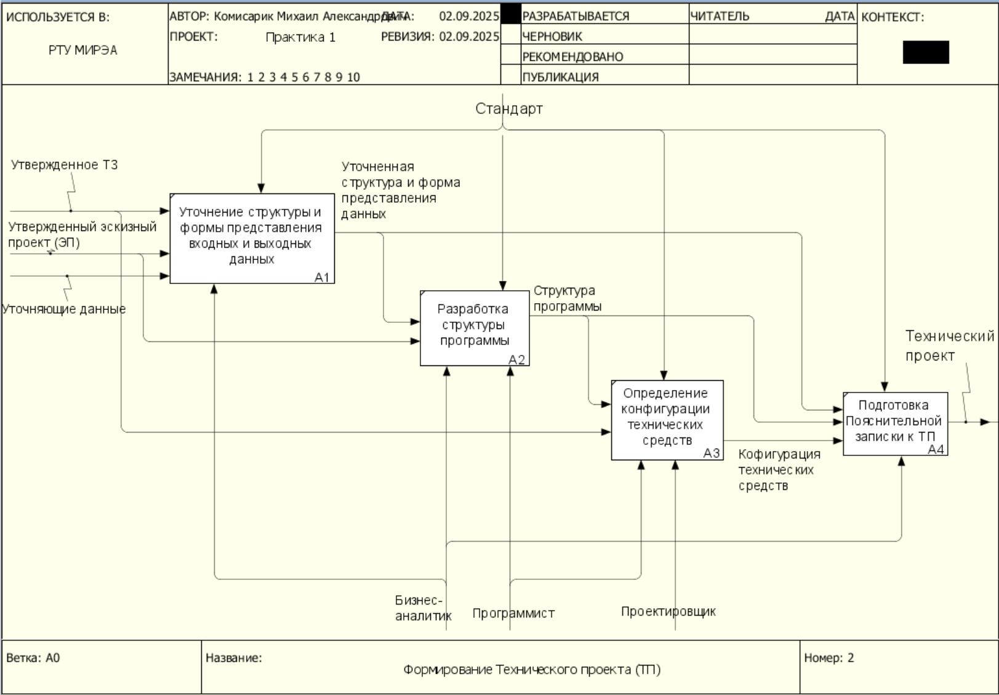 ИСПОЛЬЗУЕТСЯ В:
РТУ МИРЭА
АВТОР: Комисарик Михаил Александрович
ДАТА: 02.09.2025
ПРОЕКТ: Практика 1
РЕВИЗИЯ: 02.09.2025
ЗАМЕЧАНИЯ: 1 2 3 4 5 6 7 8 9 10
РАЗРАБАТЫВАЕТСЯ
ЧЕРНОВИК
РЕКОМЕНДОВАНО
ПУБЛИКАЦИЯ
ЧИТАТЕЛЬ
ДАТА
КОНТЕКСТ:
Стандарт
Утвержденное ТЗ
Утвержденный эскизный
проект (ЭП)
Уточняющие данные
Уточнение структуры и
формы представления
входных и выходных
данных
A1
Уточненная
структура и форма
представления
данных
Разработка
структуры
программы
A2
Структура
программы
Определение
конфигурации
технических
средств
A3
Кофигурация
технических
средств
Подготовка
Пояснительной
записки к ТП
A4
Технический
проект
Бизнес-
аналитик
Программист
Проектировщик
Ветка: A0
Название:
Формирование Технического проекта (ТП)
Номер: 2